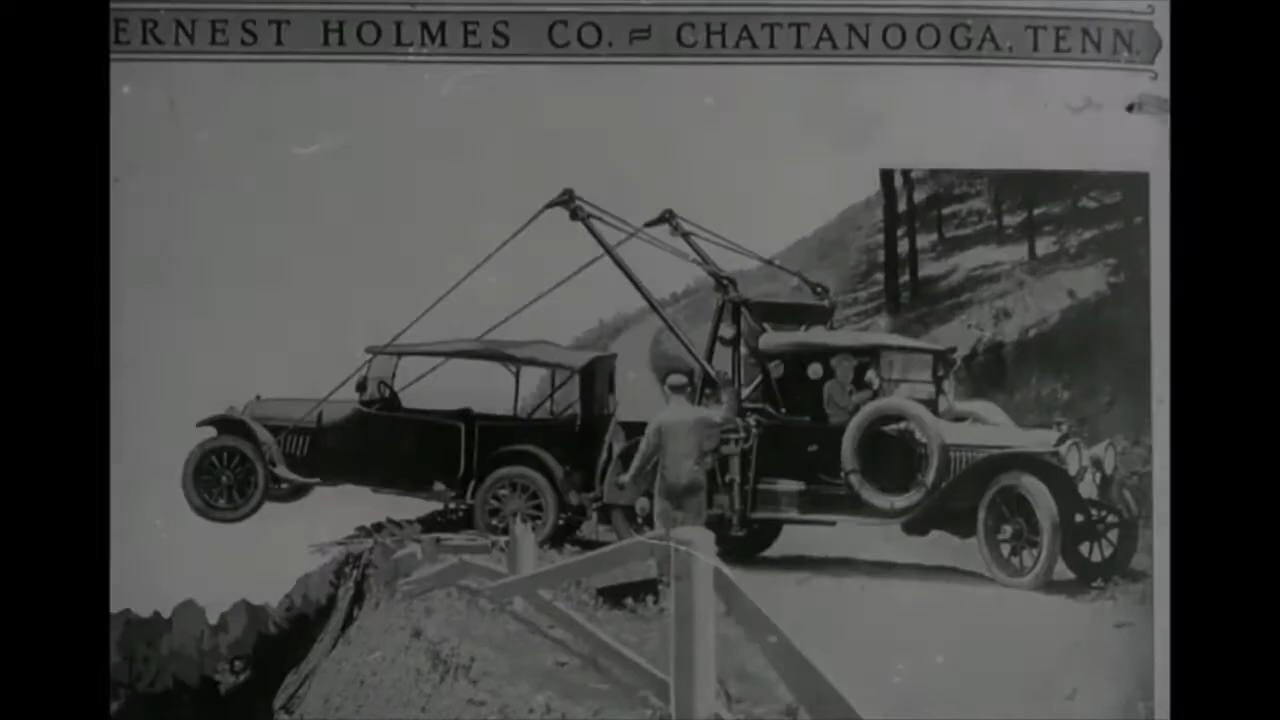 ERNEST HOLMES CO. = CHATTANOOGA, TENN.